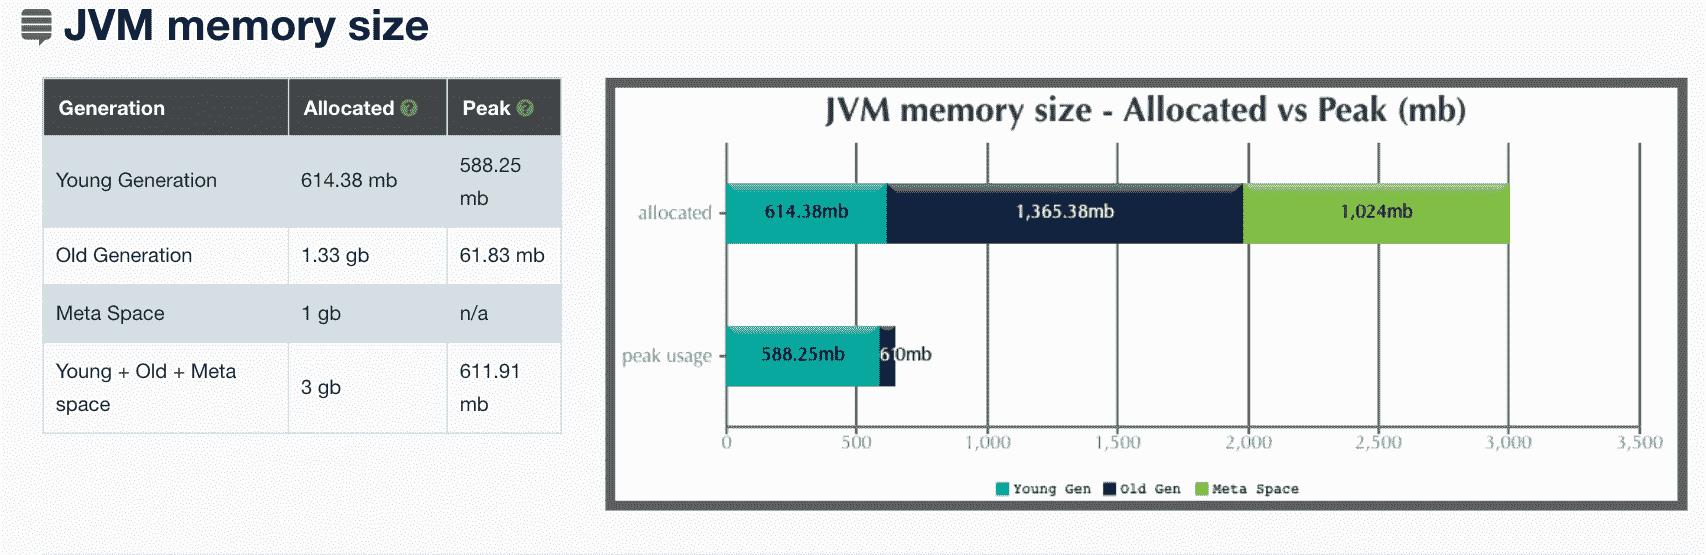 JVM memory size
Generation Allocated ? Peak ?
Young Generation 614.38 mb 588.25 mb
Old Generation 1.33 gb 61.83 mb
Meta Space 1 gb n/a
Young + Old + Meta space 3 gb 611.91 mb
JVM memory size - Allocated vs Peak (mb)
allocated 614.38mb 1,365.38mb 1,024mb
peak usage 588.25mb 0mb
0 500 1,000 1,500 2,000 2,500 3,000 3,500
Young Gen Old Gen Meta Space